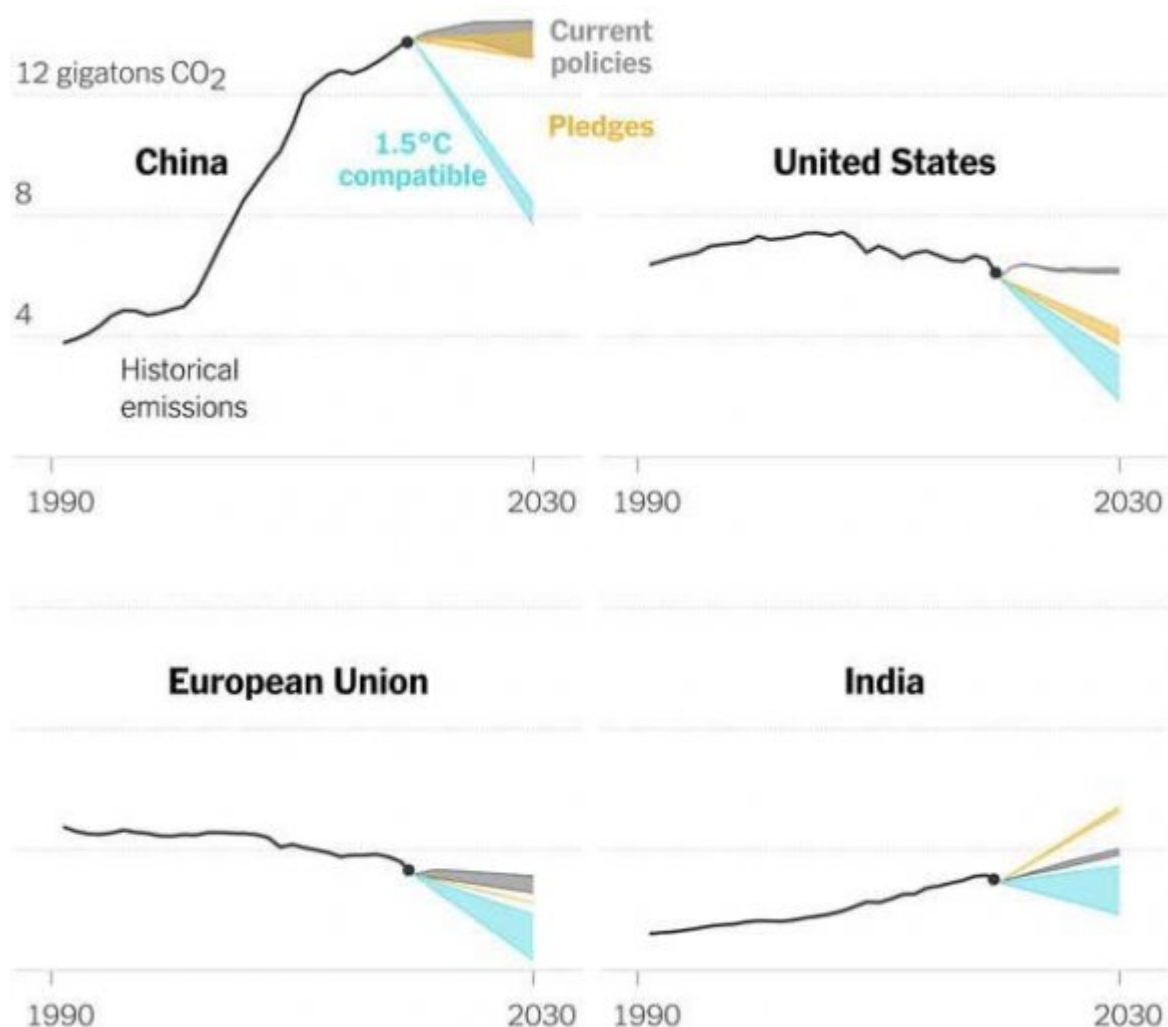 Current
policies
12 gigatons CO₂
Pledges
China
1.5°C
compatible
United States
8
4
Historical
emissions
1990
2030
1990
2030
European Union
India
1990
2030
1990
2030